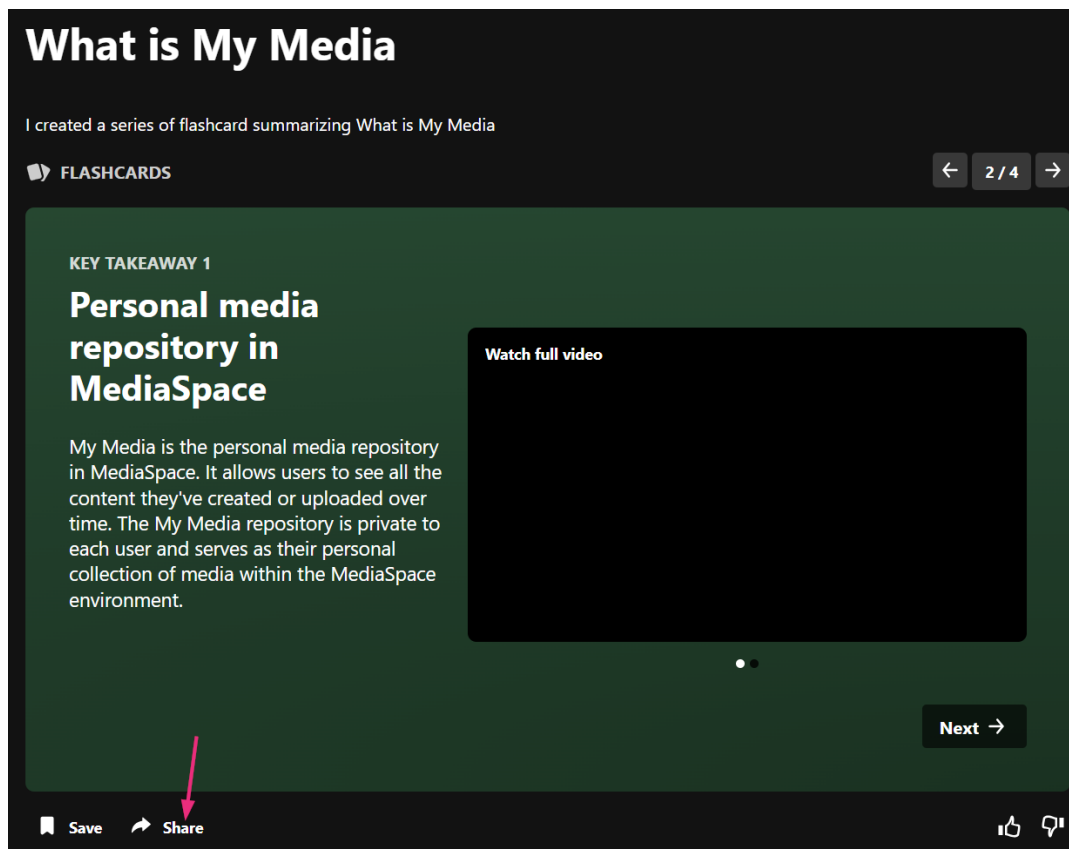 What is My Media
I created a series of flashcard summarizing What is My Media
FLASHCARDS
2 / 4
KEY TAKEAWAY 1
Personal media
repository in
MediaSpace
My Media is the personal media repository
in MediaSpace. It allows users to see all the
content they've created or uploaded over
time. The My Media repository is private to
each user and serves as their personal
collection of media within the MediaSpace
environment.
Watch full video
Next
Save
Share